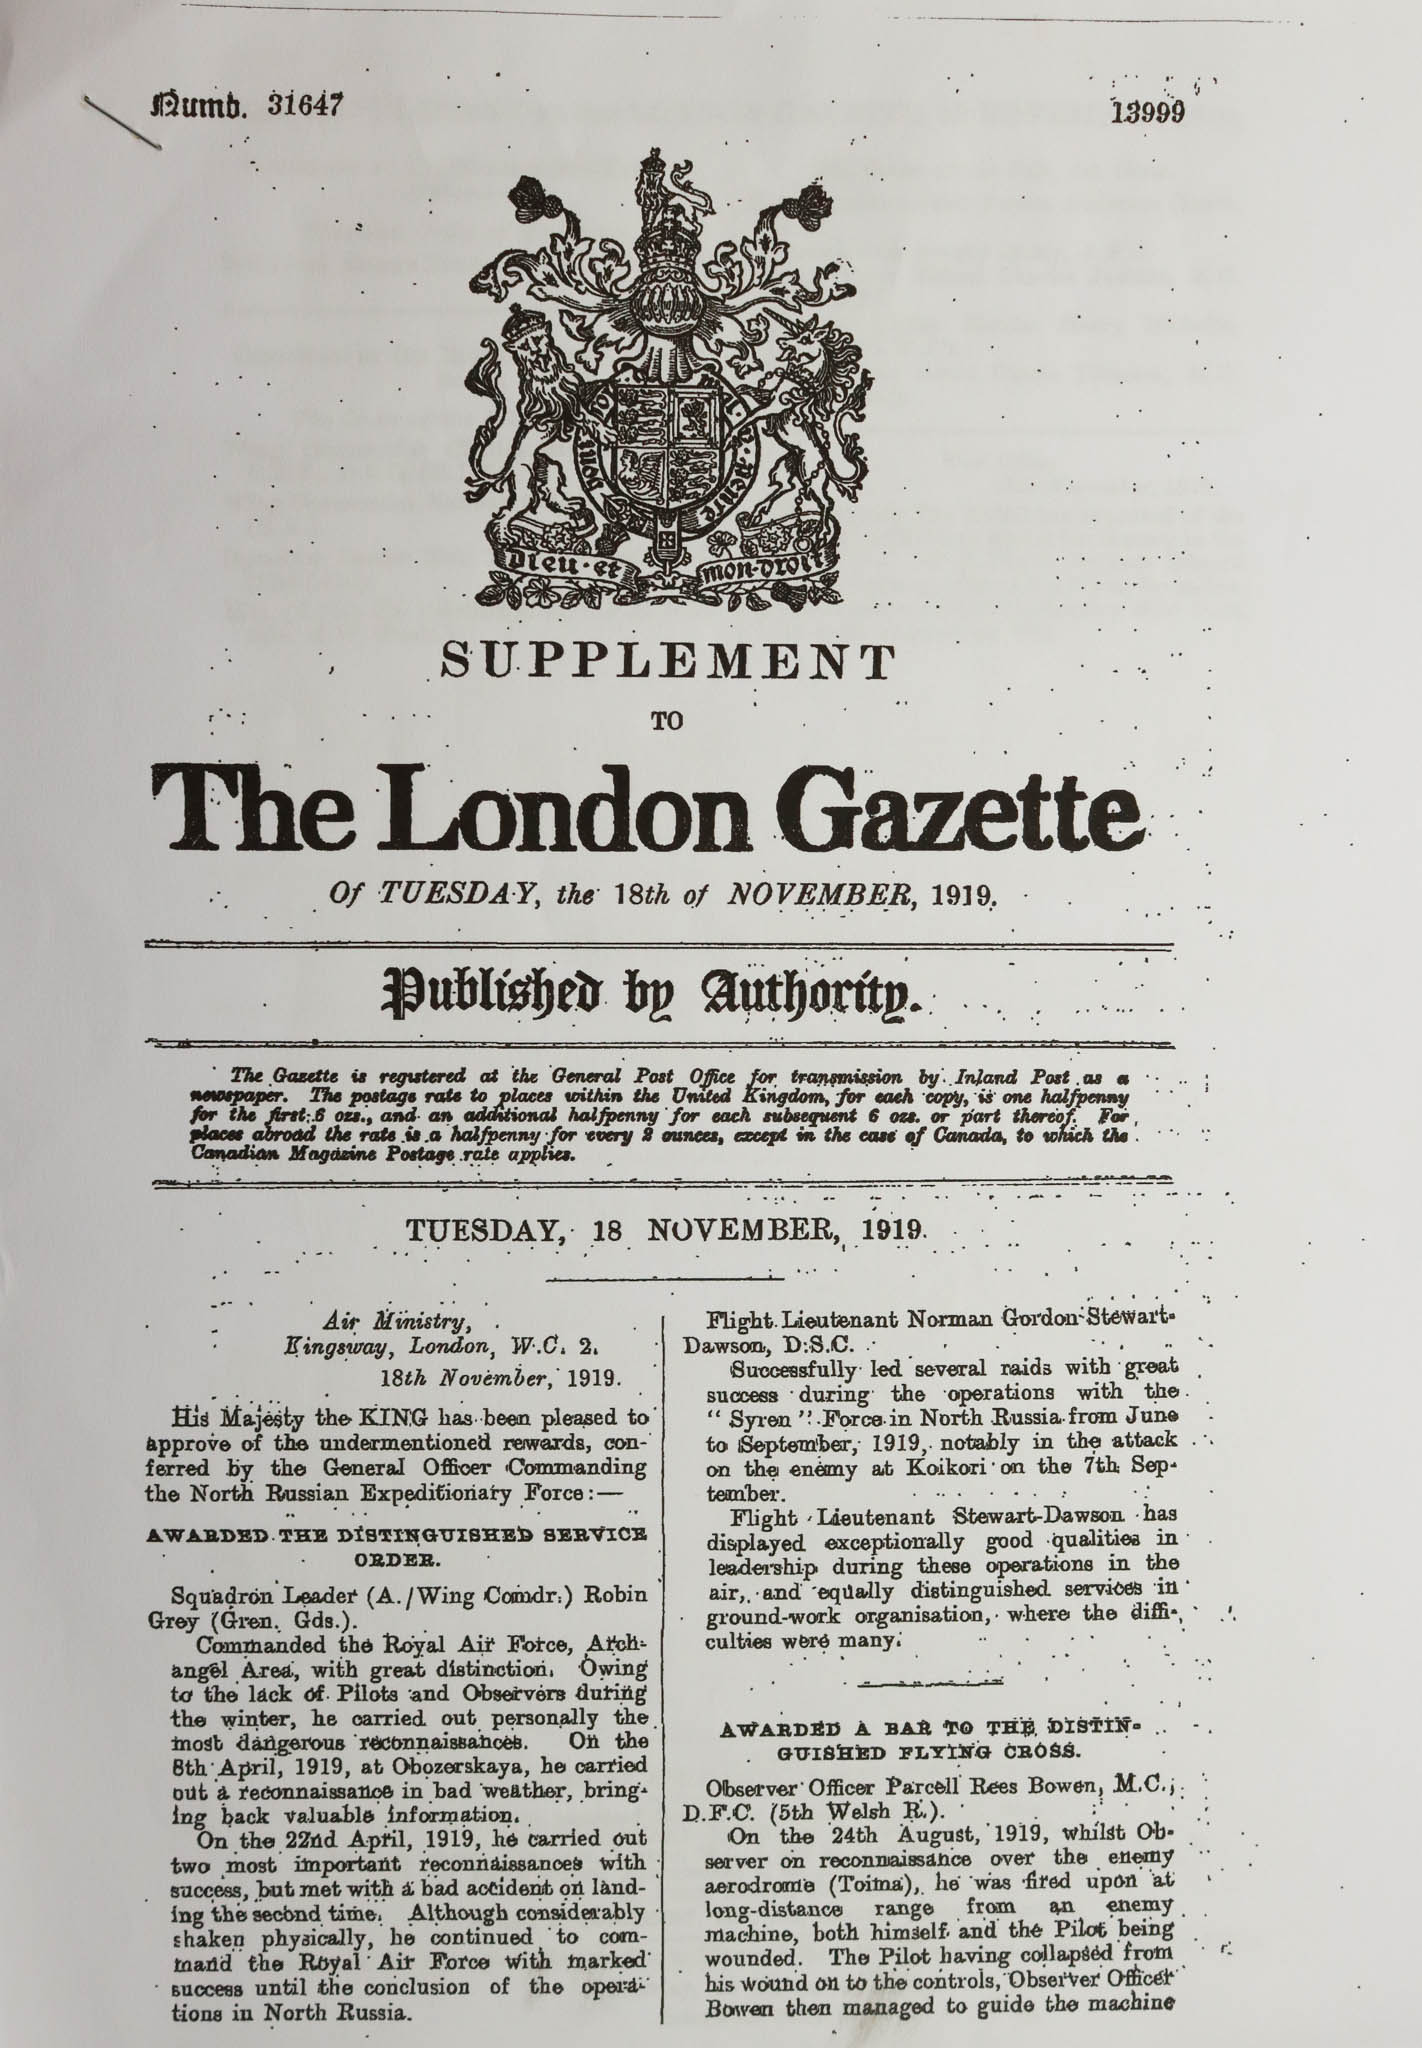 Numb. 31647
13999
HONI SOIT QUI MAL Y PENSE
Dieu·et mon·droit
SUPPLEMENT
TO
The London Gazette
Of TUESDAY, the 18th of NOVEMBER, 1919.
Published by Authority.
The Gazette is registered at the General Post Office for transmission by Inland Post as a
newspaper. The postage rate to places within the United Kingdom, for each copy, is one halfpenny
for the first 6 ozs., and an additional halfpenny for each subsequent 6 ozs. or part thereof. For
places abroad the rate is a halfpenny for every 2 ounces, except in the case of Canada, to which the
Canadian Magazine Postage rate applies.
TUESDAY, 18 NOVEMBER, 1919.
Air Ministry,
Kingsway, London, W.C. 2.
18th November, 1919.
His Majesty the KING has been pleased to
approve of the undermentioned rewards, con-
ferred by the General Officer Commanding
the North Russian Expeditionary Force:—
AWARDED THE DISTINGUISHED SERVICE
ORDER.
Squadron Leader (A./Wing Comdr.) Robin
Grey (Gren. Gds.).
Commanded the Royal Air Force, Arch-
angel Area, with great distinction. Owing
to the lack of Pilots and Observers during
the winter, he carried out personally the
most dangerous reconnaissances. On the
8th April, 1919, at Obozerskaya, he carried
out a reconnaissance in bad weather, bring-
ing back valuable information.
On the 22nd April, 1919, he carried out
two most important reconnaissances with
success, but met with a bad accident on land-
ing the second time. Although considerably
shaken physically, he continued to com-
mand the Royal Air Force with marked
success until the conclusion of the opera-
tions in North Russia.
Flight Lieutenant Norman Gordon Stewart-
Dawson, D.S.C.
Successfully led several raids with great
success during the operations with the
" Syren " Force in North Russia from June
to September, 1919, notably in the attack
on the enemy at Koikori on the 7th Sep-
tember.
Flight Lieutenant Stewart-Dawson has
displayed exceptionally good qualities in
leadership during these operations in the
air, and equally distinguished services in
ground-work organisation, where the diffi-
culties were many.
AWARDED A BAR TO THE DISTIN-
GUISHED FLYING CROSS.
Observer Officer Parcell Rees Bowen, M.C.,
D.F.C. (5th Welsh R.).
On the 24th August, 1919, whilst Ob-
server on reconnaissance over the enemy
aerodrome (Toima), he was fired upon at
long-distance range from an enemy
machine, both himself and the Pilot being
wounded. The Pilot having collapsed from
his wound on to the controls, Observer Officer
Bowen then managed to guide the machine